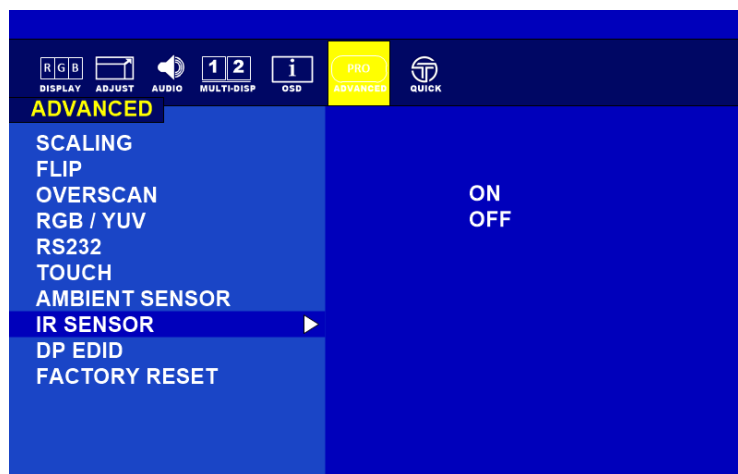 RGB 1 2 i PRO
DISPLAY ADJUST AUDIO MULTI-DISP OSD ADVANCED QUICK
ADVANCED
SCALING
FLIP
OVERSCAN
RGB / YUV
RS232
TOUCH
AMBIENT SENSOR
IR SENSOR
DP EDID
FACTORY RESET
ON
OFF